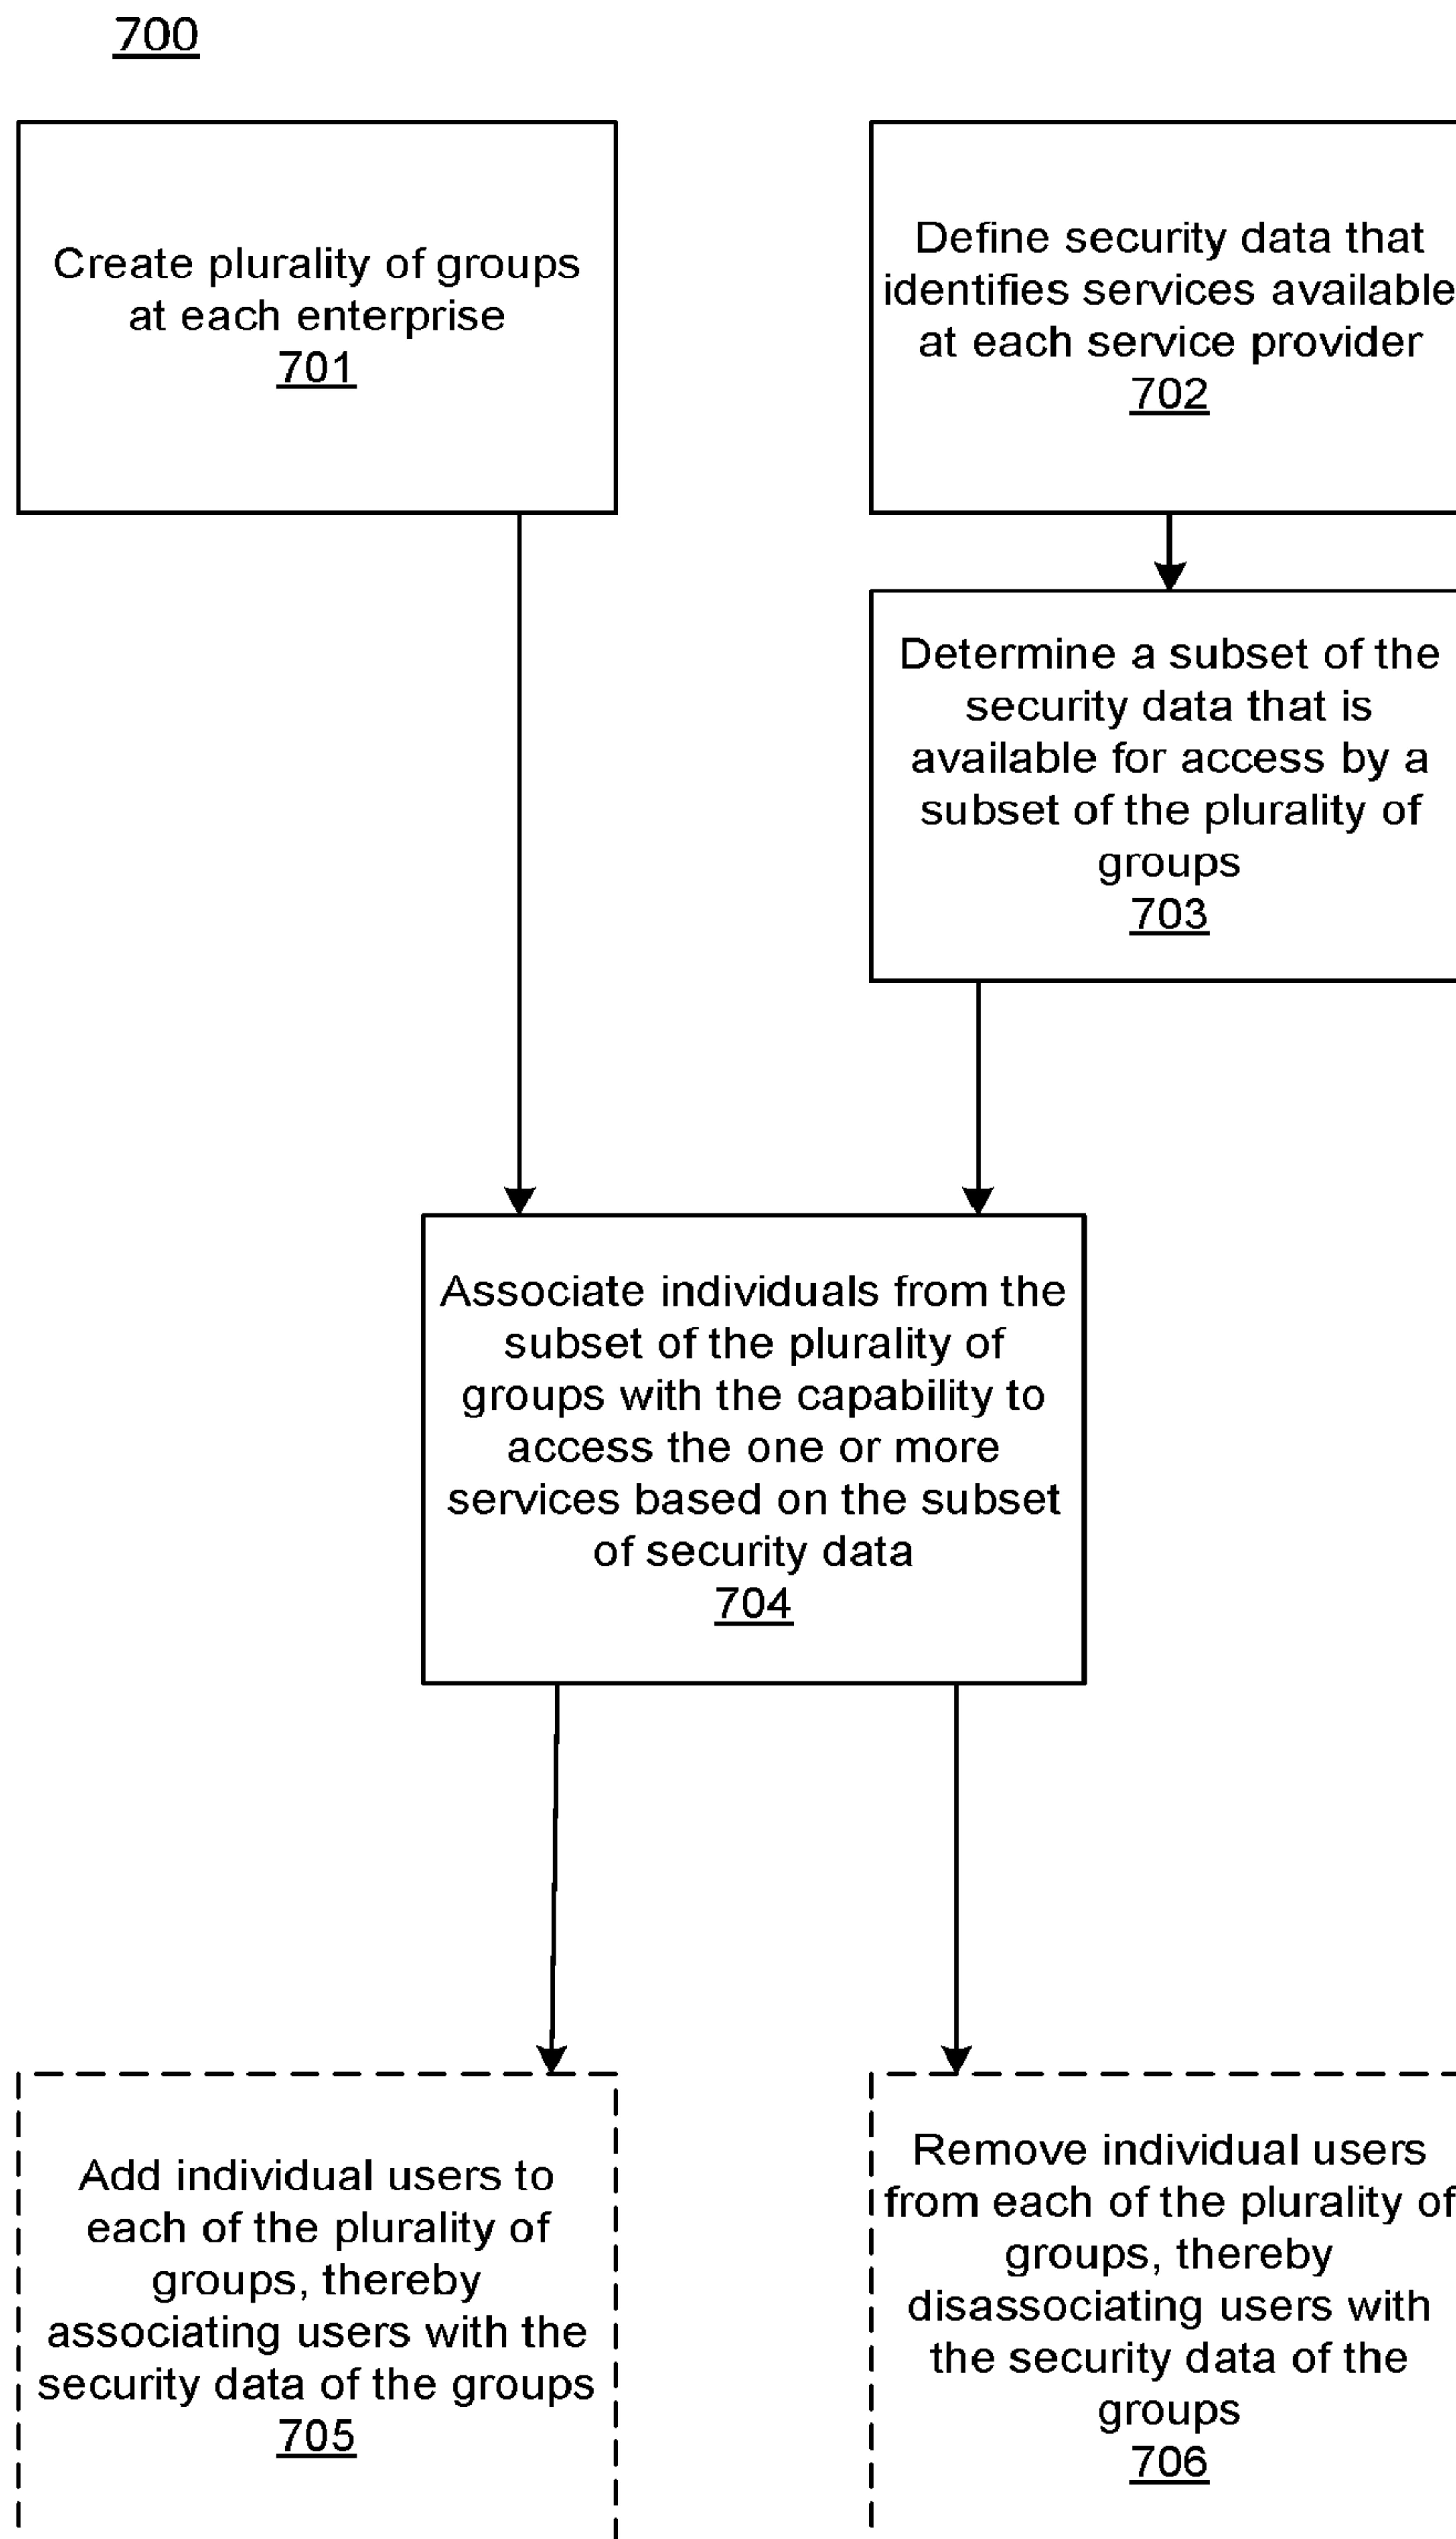 700
Create plurality of groups
at each enterprise
701
Define security data that
identifies services available
at each service provider
702
Determine a subset of the
security data that is
available for access by a
subset of the plurality of
groups
703
Associate individuals from the
subset of the plurality of
groups with the capability to
access the one or more
services based on the subset
of security data
704
Add individual users to
each of the plurality of
groups, thereby
associating users with the
security data of the groups
705
Remove individual users
from each of the plurality of
groups, thereby
disassociating users with
the security data of the
groups
706